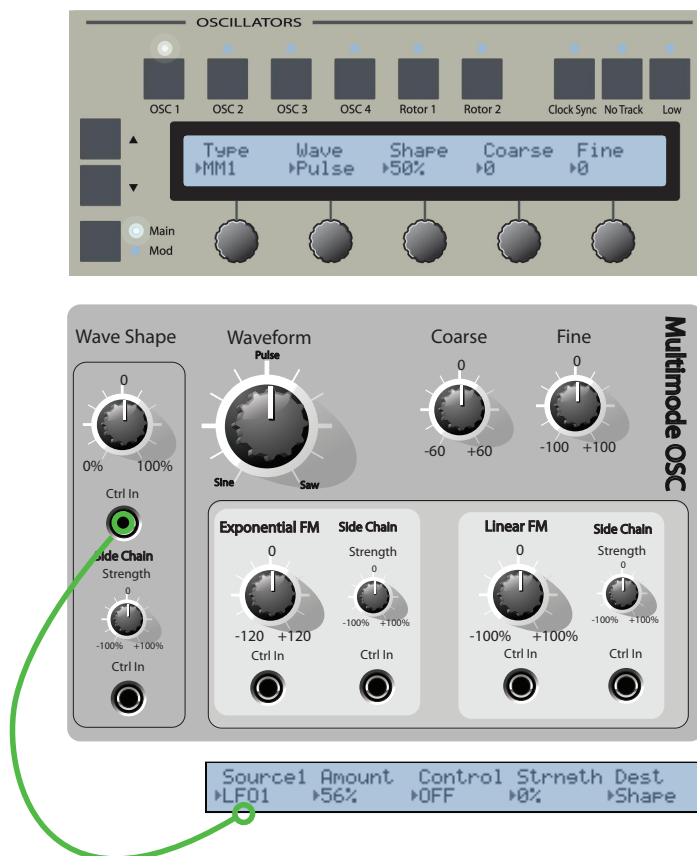 OSCILLATORS
OSC 1 OSC 2 OSC 3 OSC 4 Rotor 1 Rotor 2 Clock Sync No Track Low
▲
Type Wave Shape Coarse Fine
▸MM1 ▸Pulse ▸50% ▸0 ▸0
▼
Main
Mod
Wave Shape
0
0% 100%
Ctrl In
Side Chain
Strength
0
-100% +100%
Ctrl In
Waveform
Pulse
Sine Saw
Coarse
0
-60 +60
Fine
0
-100 +100
Multimode OSC
Exponential FM
0
-120 +120
Ctrl In
Side Chain
Strength
0
-100% +100%
Ctrl In
Linear FM
0
-100% +100%
Ctrl In
Side Chain
Strength
0
-100% +100%
Ctrl In
Source1 Amount Control Strngth Dest
▸LFO1 ▸56% ▸OFF ▸0% ▸Shape